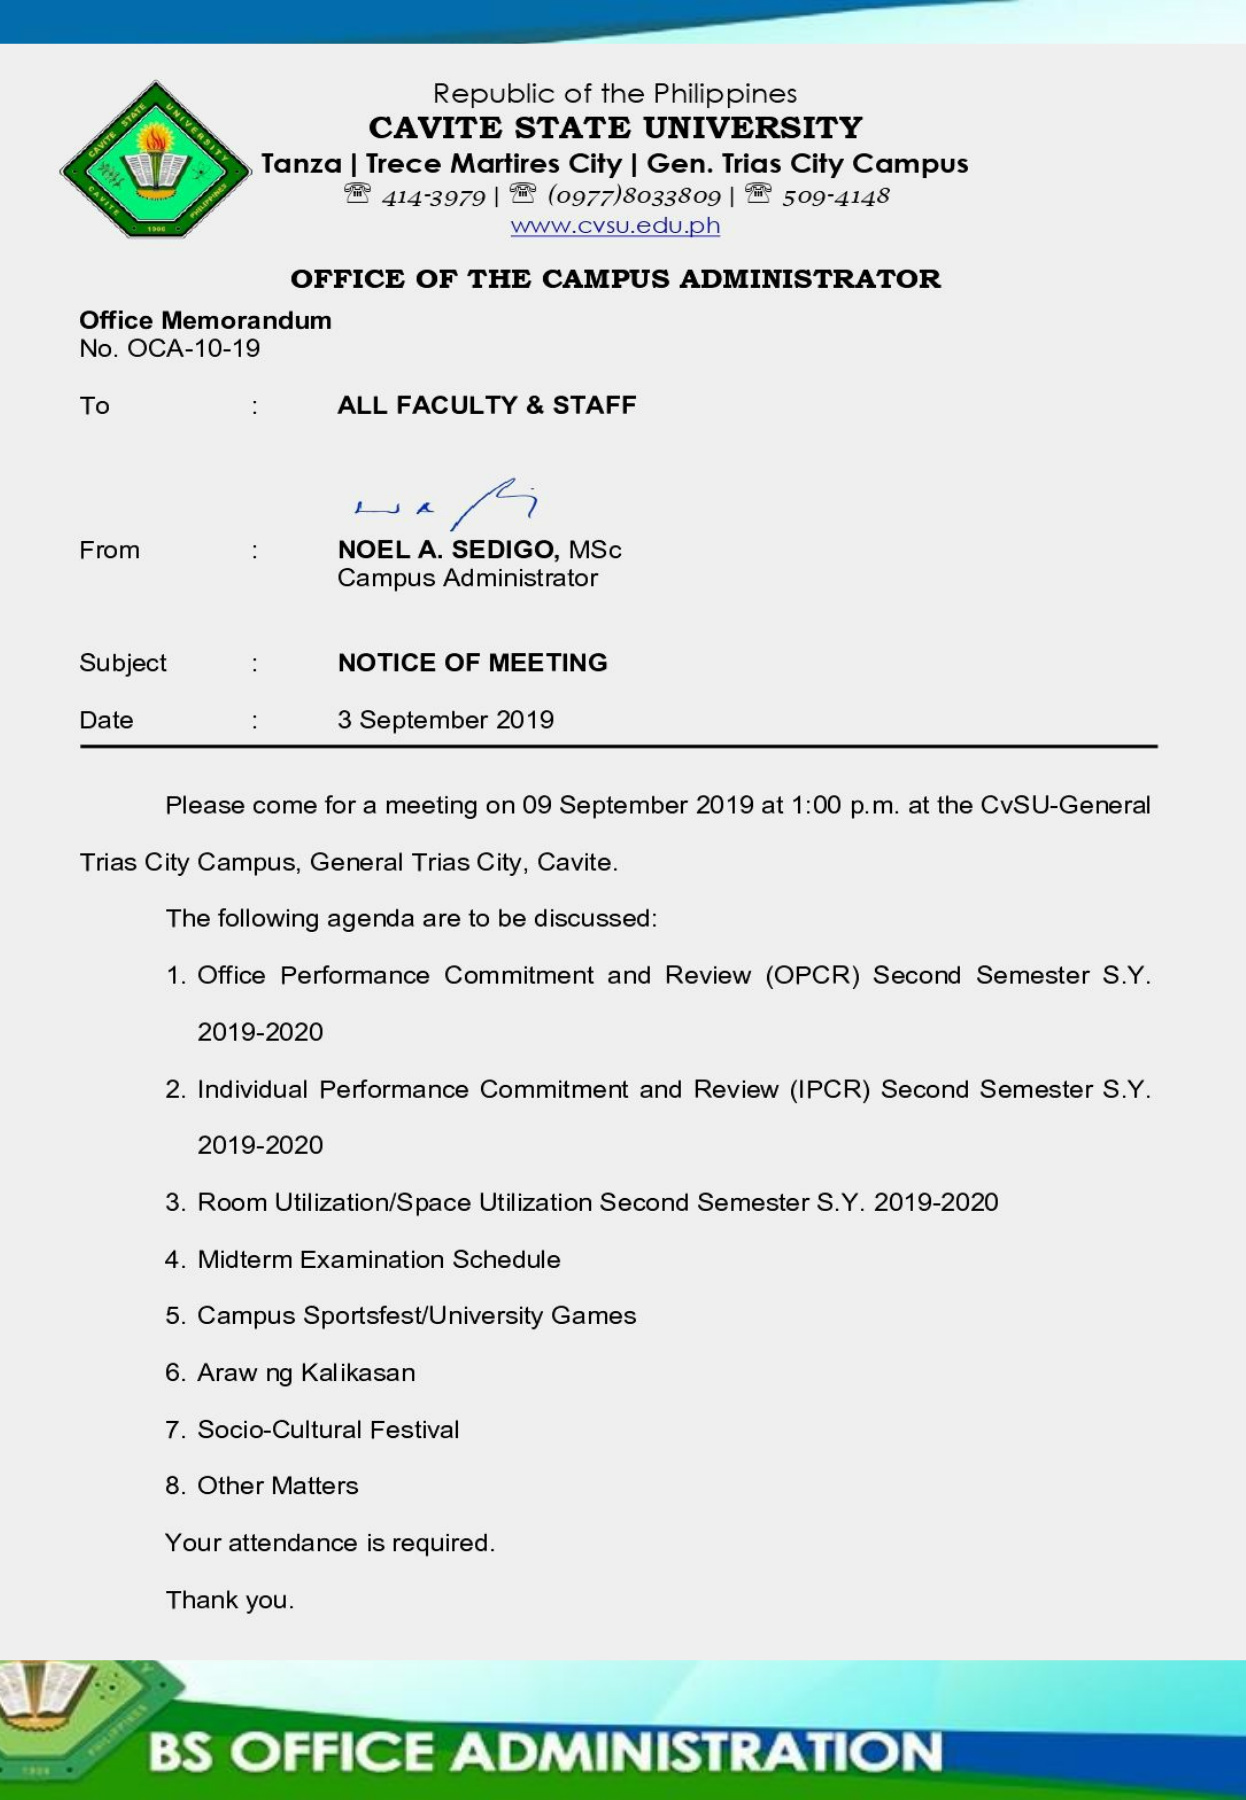 Republic of the Philippines
CAVITE STATE UNIVERSITY
Tanza | Trece Martires City | Gen. Trias City Campus
☏ 414-3979 | ☏ (0977)8033809 | ☏ 509-4148
www.cvsu.edu.ph
CAVITE STATE UNIVERSITY
CAVITE PHILIPPINES
1906
OFFICE OF THE CAMPUS ADMINISTRATOR
Office Memorandum
No. OCA-10-19
To : ALL FACULTY & STAFF
From : NOEL A. SEDIGO, MSc
Campus Administrator
Subject : NOTICE OF MEETING
Date : 3 September 2019
Please come for a meeting on 09 September 2019 at 1:00 p.m. at the CvSU-General
Trias City Campus, General Trias City, Cavite.
The following agenda are to be discussed:
1. Office Performance Commitment and Review (OPCR) Second Semester S.Y.
2019-2020
2. Individual Performance Commitment and Review (IPCR) Second Semester S.Y.
2019-2020
3. Room Utilization/Space Utilization Second Semester S.Y. 2019-2020
4. Midterm Examination Schedule
5. Campus Sportsfest/University Games
6. Araw ng Kalikasan
7. Socio-Cultural Festival
8. Other Matters
Your attendance is required.
Thank you.
PHILIPPINES
1906
BS OFFICE ADMINISTRATION